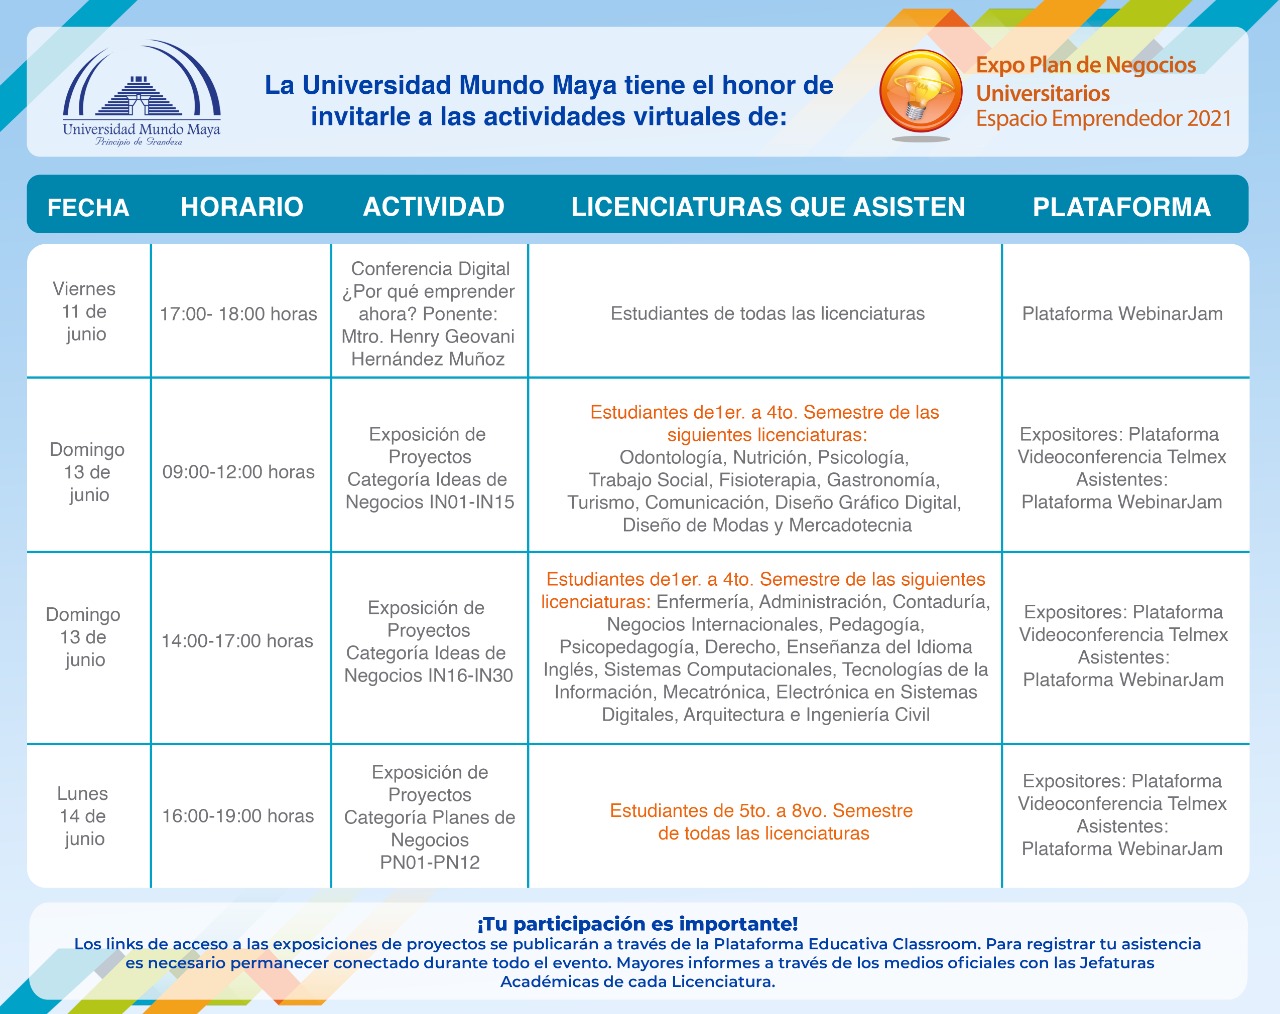 Universidad Mundo Maya
Principio de Grandeza
La Universidad Mundo Maya tiene el honor de
invitarle a las actividades virtuales de:
Expo Plan de Negocios
Universitarios
Espacio Emprendedor 2021
FECHA HORARIO ACTIVIDAD LICENCIATURAS QUE ASISTEN PLATAFORMA
Viernes
11 de
junio
17:00- 18:00 horas
Conferencia Digital
¿Por qué emprender
ahora? Ponente:
Mtro. Henry Geovani
Hernández Muñoz
Estudiantes de todas las licenciaturas
Plataforma WebinarJam
Domingo
13 de
junio
09:00-12:00 horas
Exposición de
Proyectos
Categoría Ideas de
Negocios IN01-IN15
Estudiantes de1er. a 4to. Semestre de las
siguientes licenciaturas:
Odontología, Nutrición, Psicología,
Trabajo Social, Fisioterapia, Gastronomía,
Turismo, Comunicación, Diseño Gráfico Digital,
Diseño de Modas y Mercadotecnia
Expositores: Plataforma
Videoconferencia Telmex
Asistentes:
Plataforma WebinarJam
Domingo
13 de
junio
14:00-17:00 horas
Exposición de
Proyectos
Categoría Ideas de
Negocios IN16-IN30
Estudiantes de1er. a 4to. Semestre de las siguientes
licenciaturas: Enfermería, Administración, Contaduría,
Negocios Internacionales, Pedagogía,
Psicopedagogía, Derecho, Enseñanza del Idioma
Inglés, Sistemas Computacionales, Tecnologías de la
Información, Mecatrónica, Electrónica en Sistemas
Digitales, Arquitectura e Ingeniería Civil
Expositores: Plataforma
Videoconferencia Telmex
Asistentes:
Plataforma WebinarJam
Lunes
14 de
junio
16:00-19:00 horas
Exposición de
Proyectos
Categoría Planes de
Negocios
PN01-PN12
Estudiantes de 5to. a 8vo. Semestre
de todas las licenciaturas
Expositores: Plataforma
Videoconferencia Telmex
Asistentes:
Plataforma WebinarJam
¡Tu participación es importante!
Los links de acceso a las exposiciones de proyectos se publicarán a través de la Plataforma Educativa Classroom. Para registrar tu asistencia
es necesario permanecer conectado durante todo el evento. Mayores informes a través de los medios oficiales con las Jefaturas
Académicas de cada Licenciatura.